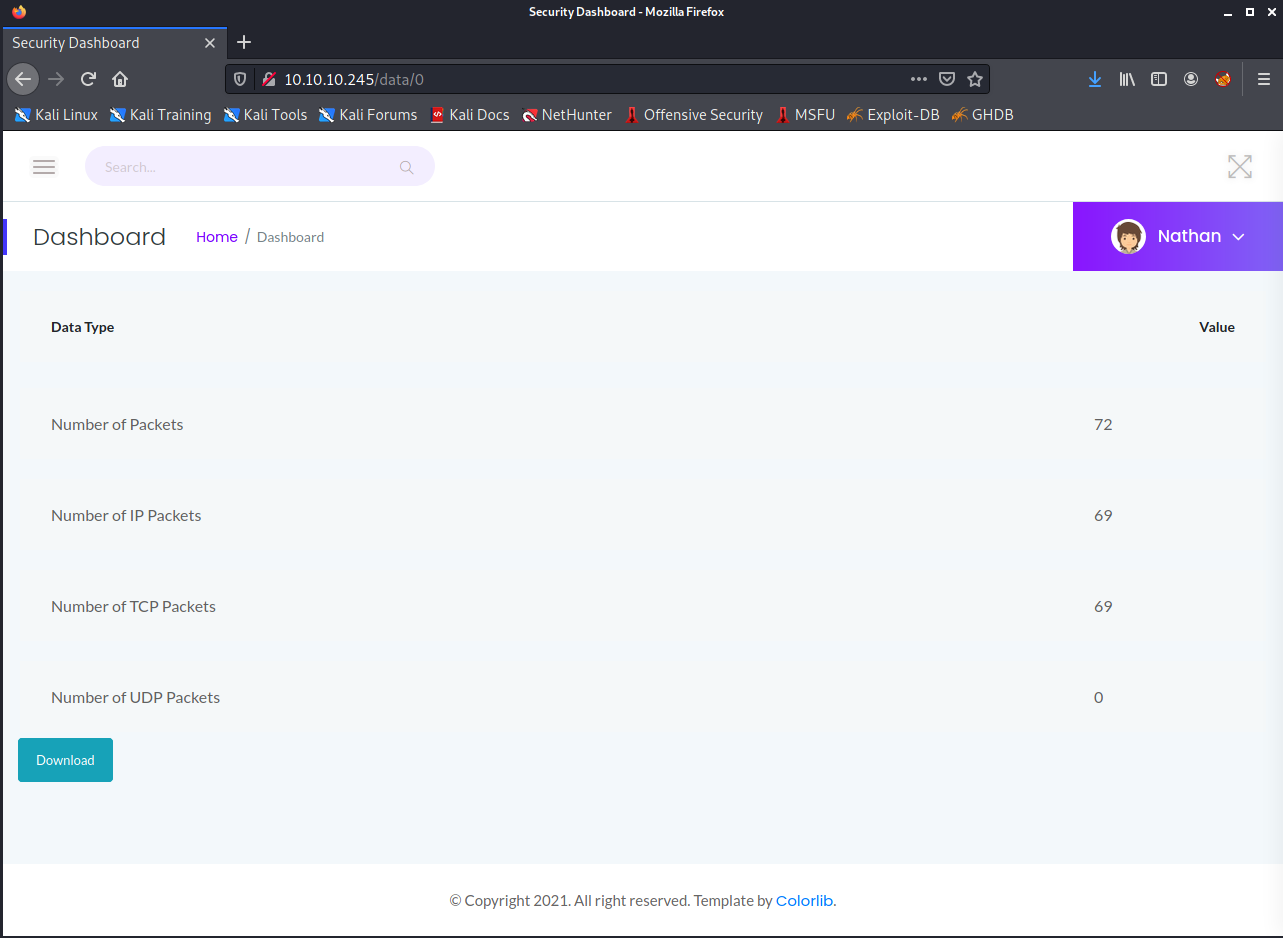 Security Dashboard - Mozilla Firefox
Security Dashboard
10.10.10.245/data/0
Kali Linux Kali Training Kali Tools Kali Forums Kali Docs NetHunter Offensive Security MSFU Exploit-DB GHDB
Search...
Dashboard Home / Dashboard Nathan
Data Type Value
Number of Packets 72
Number of IP Packets 69
Number of TCP Packets 69
Number of UDP Packets 0
Download
© Copyright 2021. All right reserved. Template by Colorlib.